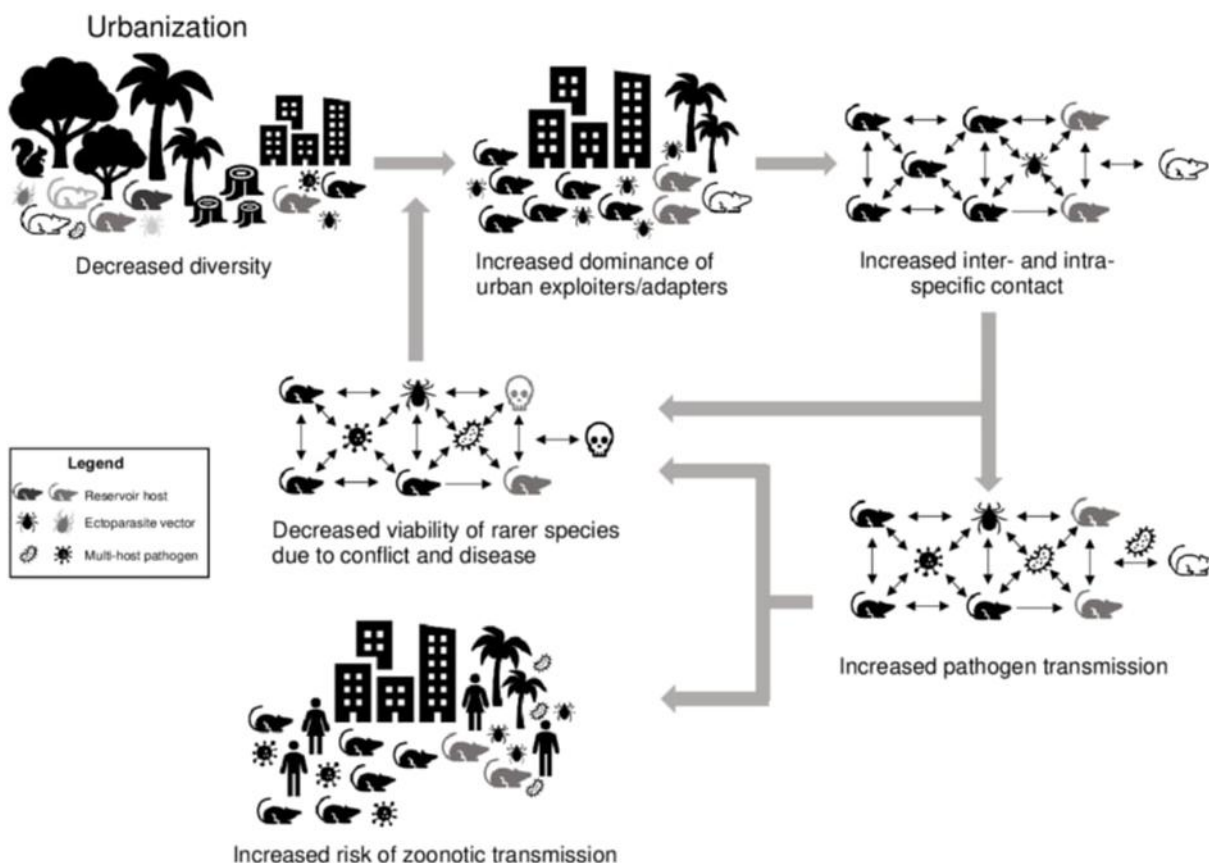 Urbanization
Decreased diversity
Increased dominance of
urban exploiters/adapters
Increased inter- and intra-
specific contact
Decreased viability of rarer species
due to conflict and disease
Legend
Reservoir host
Ectoparasite vector
Multi-host pathogen
Increased pathogen transmission
Increased risk of zoonotic transmission